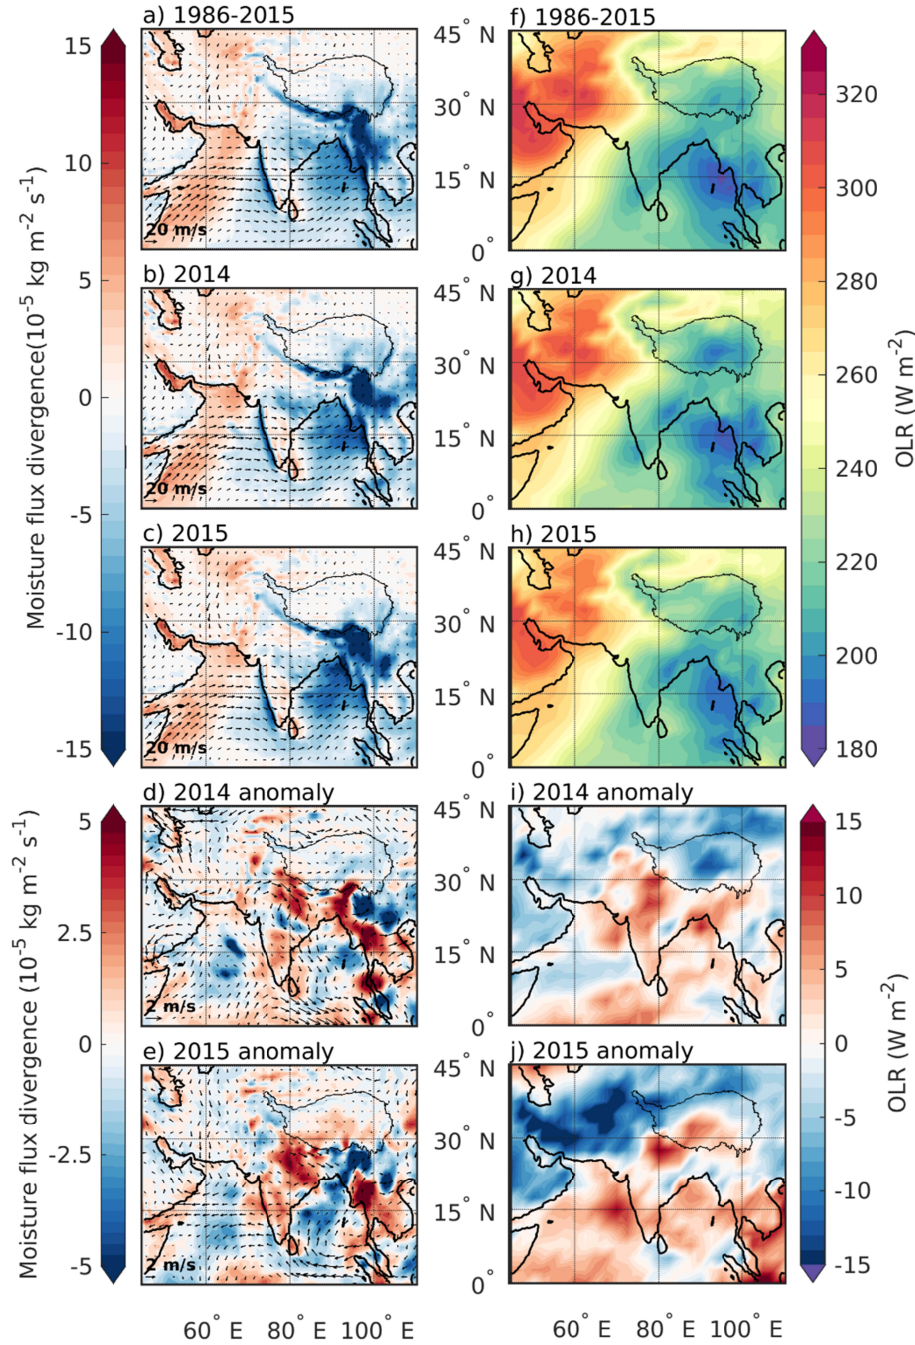 a) 1986-2015
f) 1986-2015
15
10
5
0
-5
-10
-15
Moisture flux divergence(10⁻⁵ kg m⁻² s⁻¹)
20 m/s
45° N
30° N
15° N
0°
320
300
280
260
240
220
200
180
OLR (W m⁻²)
b) 2014
g) 2014
20 m/s
45° N
30° N
15° N
0°
c) 2015
h) 2015
20 m/s
45° N
30° N
15° N
0°
d) 2014 anomaly
i) 2014 anomaly
5
2.5
0
-2.5
-5
Moisture flux divergence (10⁻⁵ kg m⁻² s⁻¹)
2 m/s
45° N
30° N
15° N
0°
15
10
5
0
-5
-10
-15
OLR (W m⁻²)
e) 2015 anomaly
j) 2015 anomaly
2 m/s
45° N
30° N
15° N
0°
60° E 80° E 100° E
60° E 80° E 100° E